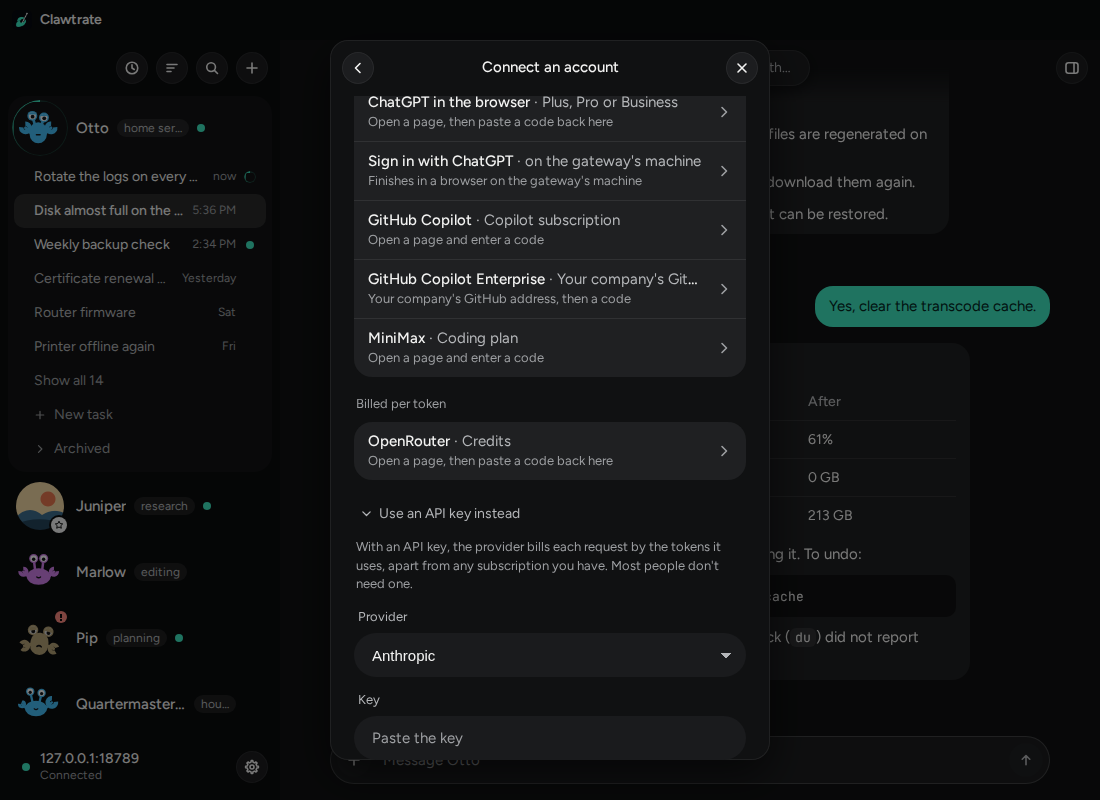 Clawtrate
Otto
home ser...
Rotate the logs on every ...
now
Disk almost full on the ...
5:36 PM
Weekly backup check
2:34 PM
Certificate renewal ...
Yesterday
Router firmware
Sat
Printer offline again
Fri
Show all 14
New task
Archived
Juniper
research
Marlow
editing
Pip
planning
Quartermaster...
hou...
127.0.0.1:18789
Connected
Connect an account
ChatGPT in the browser · Plus, Pro or Business
Open a page, then paste a code back here
Sign in with ChatGPT · on the gateway's machine
Finishes in a browser on the gateway's machine
GitHub Copilot · Copilot subscription
Open a page and enter a code
GitHub Copilot Enterprise · Your company's Git...
Your company's GitHub address, then a code
MiniMax · Coding plan
Open a page and enter a code
Billed per token
OpenRouter · Credits
Open a page, then paste a code back here
Use an API key instead
With an API key, the provider bills each request by the tokens it
uses, apart from any subscription you have. Most people don't
need one.
Provider
Anthropic
Key
Paste the key
th...
files are regenerated on
download them again.
t can be restored.
Yes, clear the transcode cache.
After
61%
0 GB
213 GB
ng it. To undo:
cache
ck ( du ) did not report
Message Otto